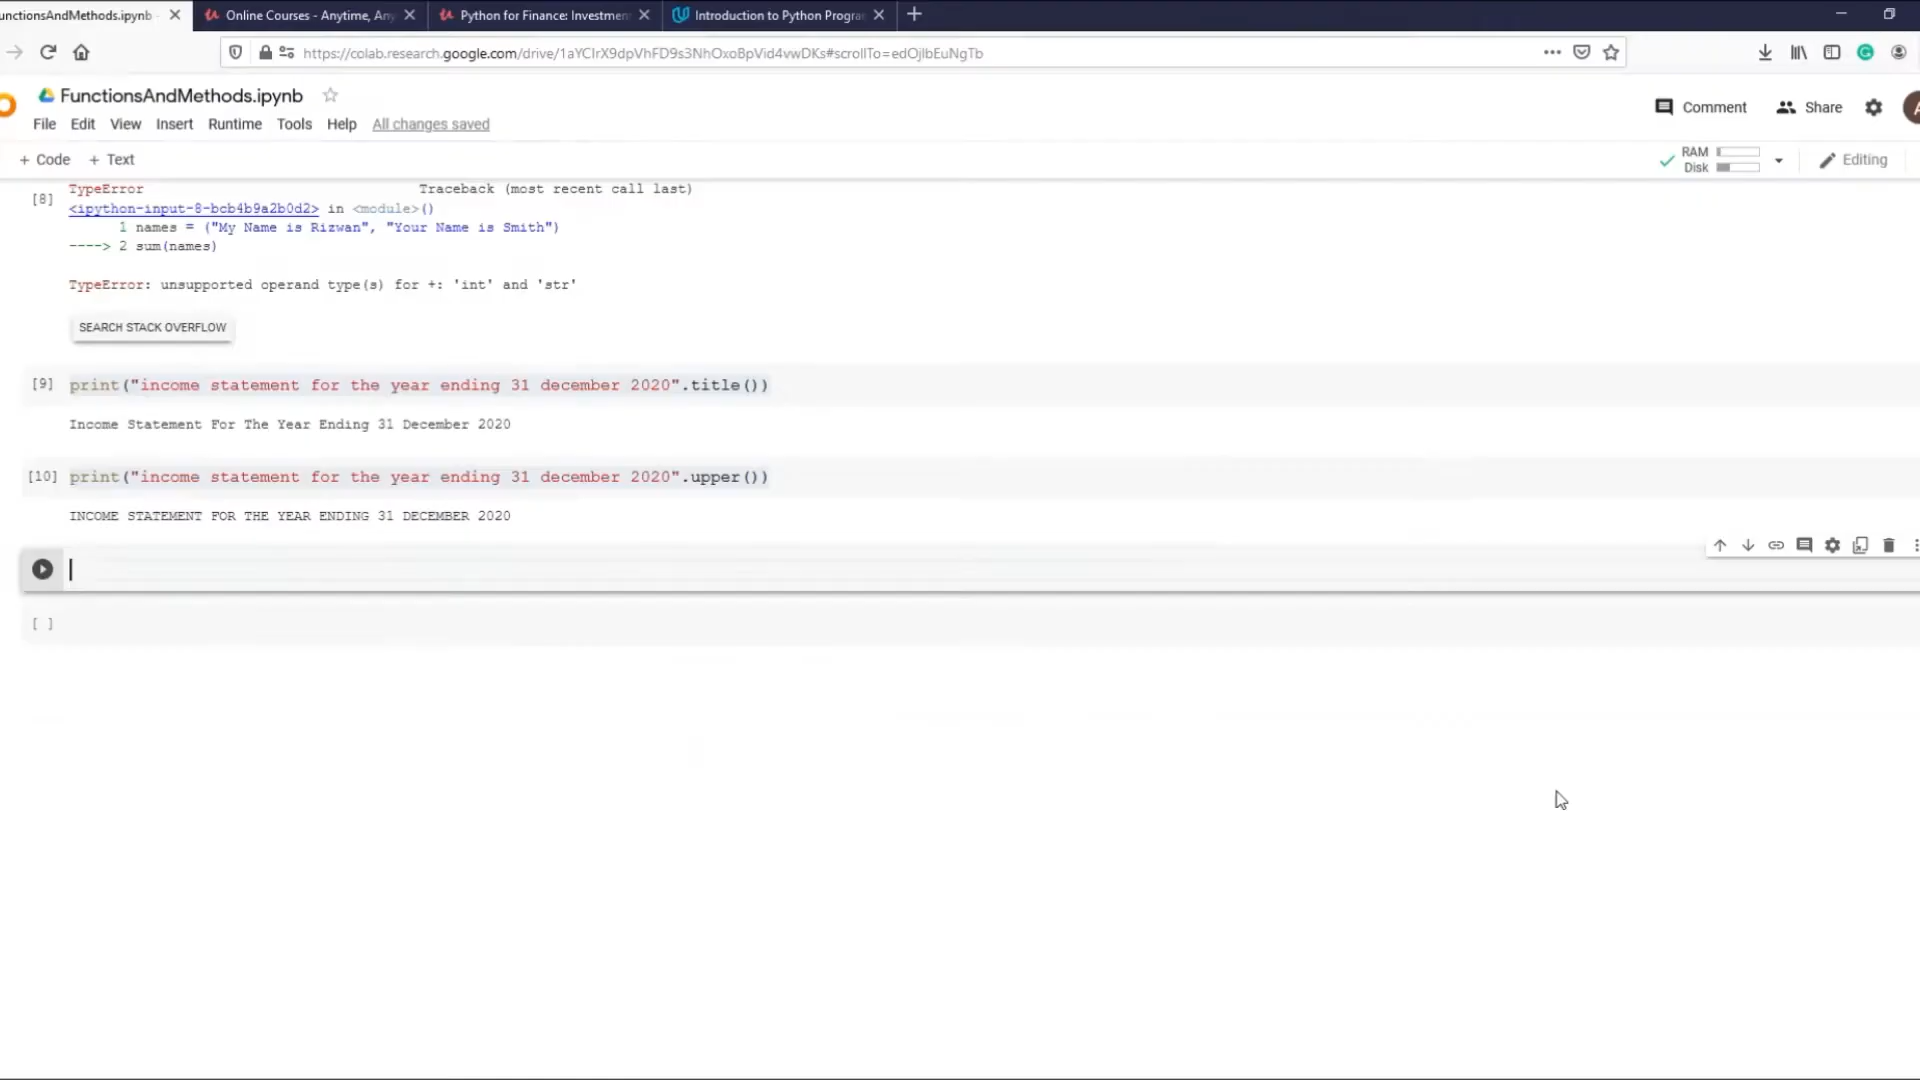 unctionsAndMethods.ipynb
Online Courses - Anytime, Any
Python for Finance: Investmen
Introduction to Python Progra
https://colab.research.google.com/drive/1aYCIrX9dpVhFD9s3NhOxoBpVid4vwDKs#scrollTo=edOjIbEuNgTb
FunctionsAndMethods.ipynb
Comment Share
File Edit View Insert Runtime Tools Help All changes saved
+ Code + Text
RAM
Disk
Editing
[8]
TypeError Traceback (most recent call last)
<ipython-input-8-bcb4b9a2b0d2> in <module>()
1 names = ("My Name is Rizwan", "Your Name is Smith")
----> 2 sum(names)
TypeError: unsupported operand type(s) for +: 'int' and 'str'
SEARCH STACK OVERFLOW
[9] print("income statement for the year ending 31 december 2020".title())
Income Statement For The Year Ending 31 December 2020
[10] print("income statement for the year ending 31 december 2020".upper())
INCOME STATEMENT FOR THE YEAR ENDING 31 DECEMBER 2020
[ ]